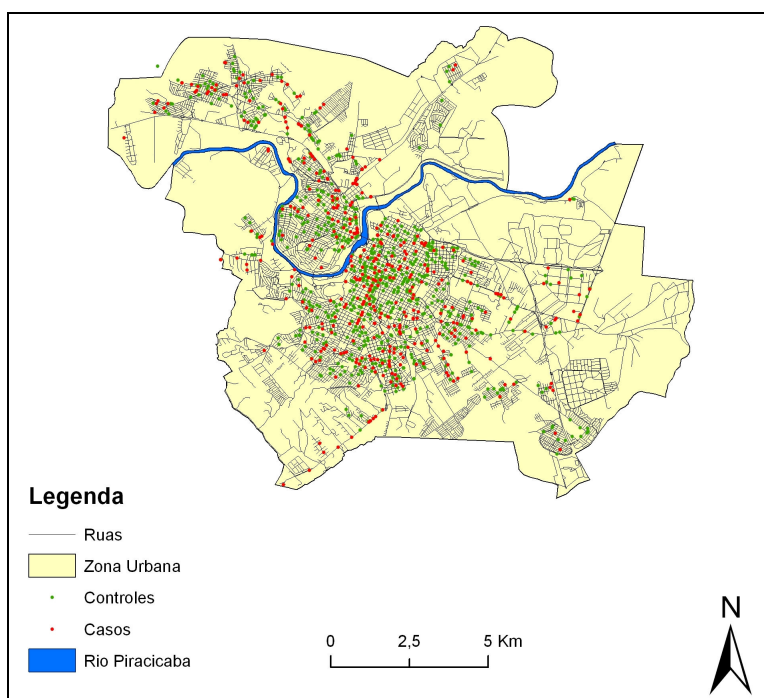 Legenda
Ruas
Zona Urbana
Controles
Casos
Rio Piracicaba
0 2,5 5 Km
N